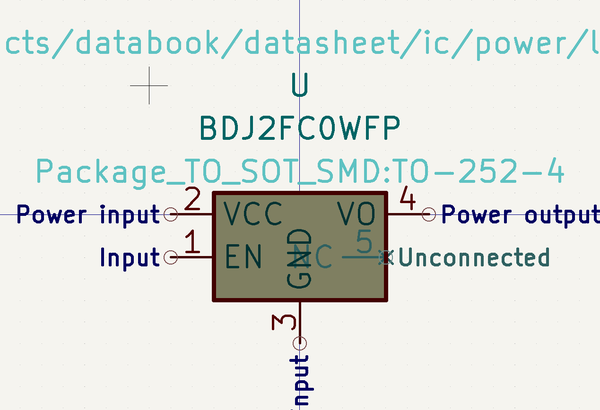 cts/databook/datasheet/ic/power/l
U
BDJ2FC0WFP
Package_TO_SOT_SMD:TO-252-4
Power input 2 VCC VO 4 Power output
Input 1 EN NC 5 Unconnected
GND
3
nput